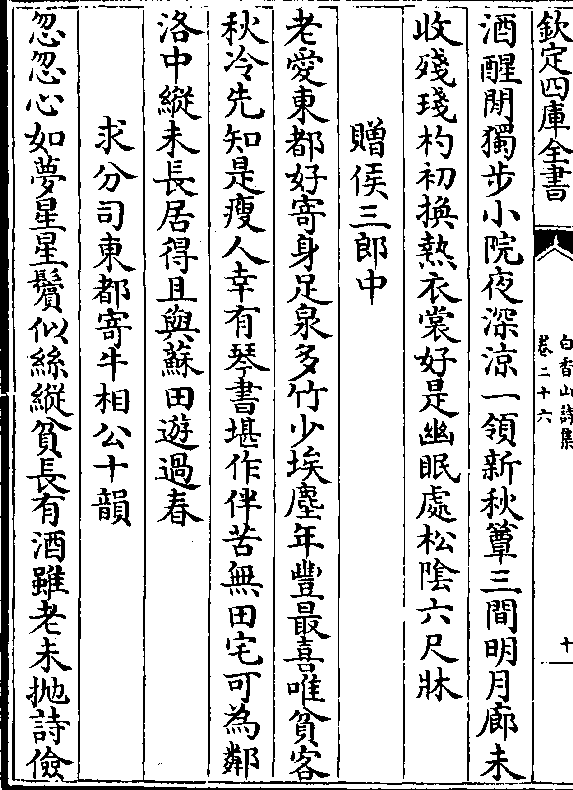 欽定四庫全書
白香山詩集
卷二十六
十
酒醒閒獨步小院夜深涼一領新秋簟三間明月廊未
收殘琖杓初換熱衣裳好是幽眠處松陰六尺牀
贈侯三郎中
老愛東都好寄身足泉多竹少埃塵年豐最喜唯貧客
秋冷先知是瘦人幸有琴書堪作伴苦無田宅可為鄰
洛中縱未長居得且與蘇田遊過春
求分司東都寄牛相公十韻
忽忽心如夢星星鬢似絲縱貧長有酒雖老未抛詩儉